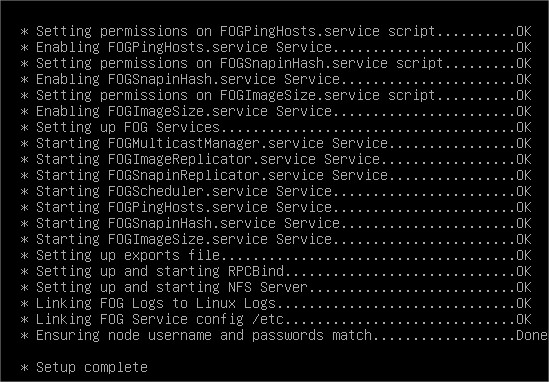 * Setting permissions on FOGPingHosts.service script..........OK
* Enabling FOGPingHosts.service Service.......................OK
* Setting permissions on FOGSnapinHash.service script.........OK
* Enabling FOGSnapinHash.service Service......................OK
* Setting permissions on FOGImageSize.service script..........OK
* Enabling FOGImageSize.service Service.......................OK
* Setting up FOG Services.....................................OK
* Starting FOGMulticastManager.service Service................OK
* Starting FOGImageReplicator.service Service.................OK
* Starting FOGSnapinReplicator.service Service................OK
* Starting FOGScheduler.service Service.......................OK
* Starting FOGPingHosts.service Service.......................OK
* Starting FOGSnapinHash.service Service......................OK
* Starting FOGImageSize.service Service.......................OK
* Setting up exports file.....................................OK
* Setting up and starting RPCBind.............................OK
* Setting up and starting NFS Server..........................OK
* Linking FOG Logs to Linux Logs..............................OK
* Linking FOG Service config /etc.............................OK
* Ensuring node username and passwords match..................Done
* Setup complete